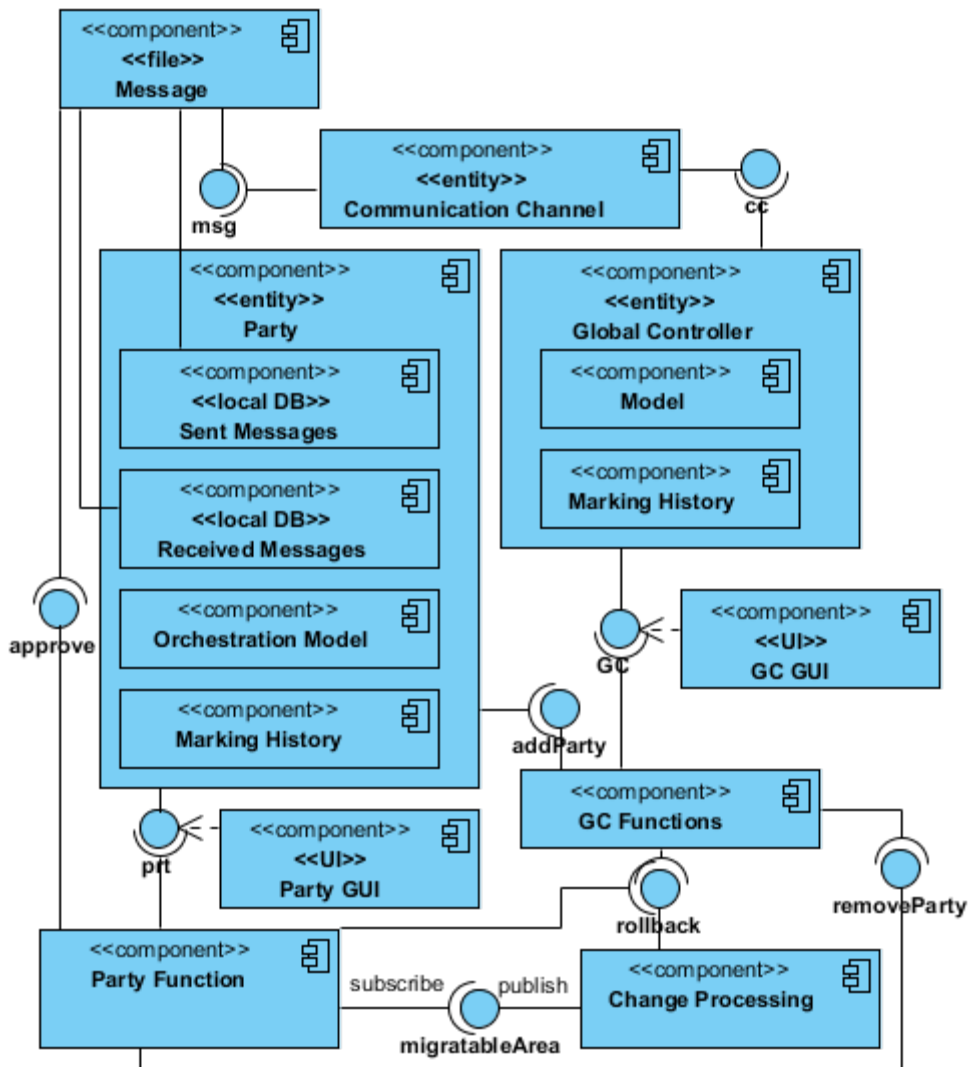 <<component>>
<<file>>
Message
<<component>>
<<entity>>
Communication Channel
msg
cc
<<component>>
<<entity>>
Party
<<component>>
<<local DB>>
Sent Messages
<<component>>
<<local DB>>
Received Messages
<<component>>
Orchestration Model
<<component>>
Marking History
<<component>>
<<entity>>
Global Controller
<<component>>
Model
<<component>>
Marking History
approve
GC
<<component>>
<<UI>>
GC GUI
addParty
<<component>>
GC Functions
prt
<<component>>
<<UI>>
Party GUI
rollback
removeParty
<<component>>
Party Function
subscribe
publish
migratableArea
<<component>>
Change Processing